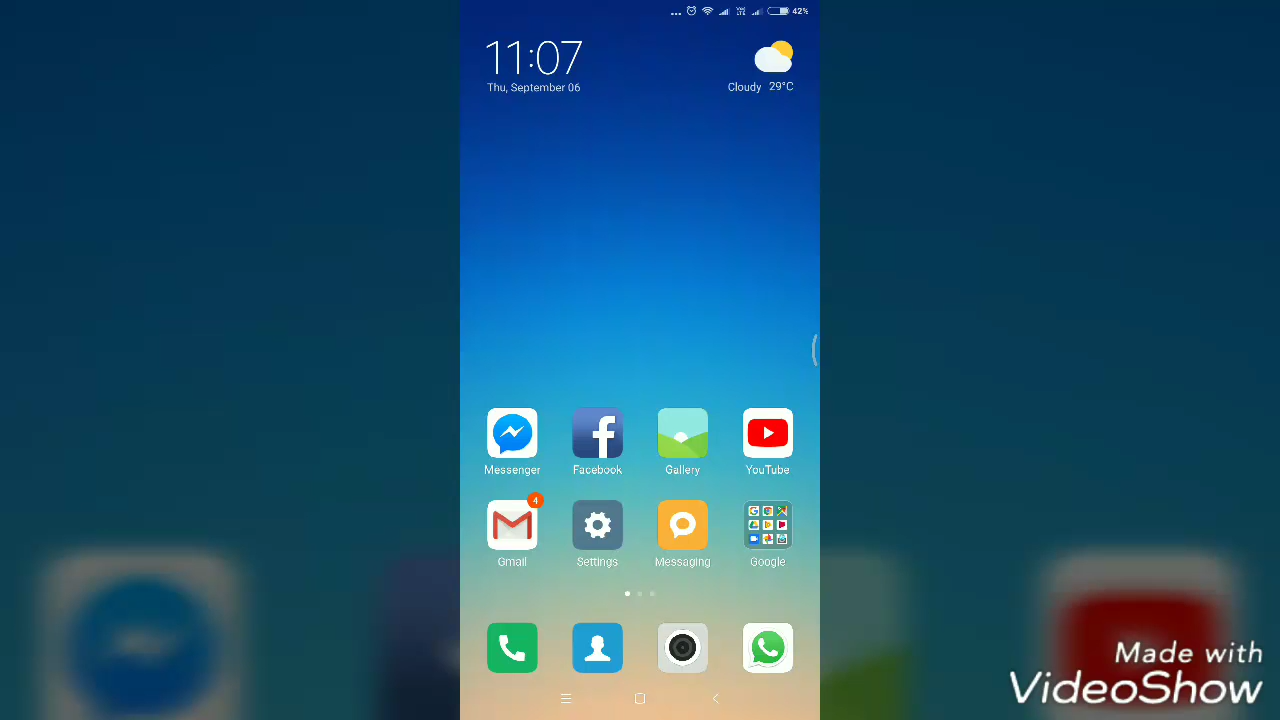 42%
11:07
Thu, September 06
Cloudy 29°C
Messenger Facebook Gallery YouTube
4
Gmail Settings Messaging Google
Made with
VideoShow